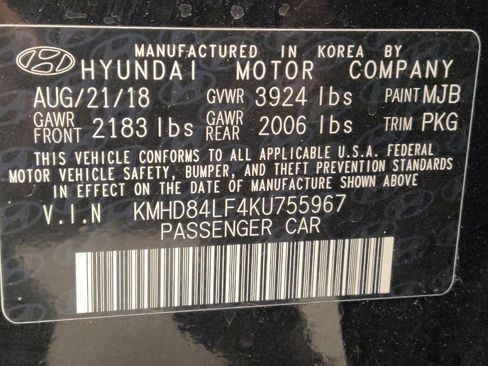 MANUFACTURED IN KOREA BY
HYUNDAI MOTOR COMPANY
AUG/21/18 GVWR 3924 lbs PAINT MJB
GAWR FRONT 2183 lbs GAWR REAR 2006 lbs TRIM PKG
THIS VEHICLE CONFORMS TO ALL APPLICABLE U.S.A. FEDERAL
MOTOR VEHICLE SAFETY, BUMPER, AND THEFT PREVENTION STANDARDS
IN EFFECT ON THE DATE OF MANUFACTURE SHOWN ABOVE.
V.I.N KMHD84LF4KU755967
PASSENGER CAR